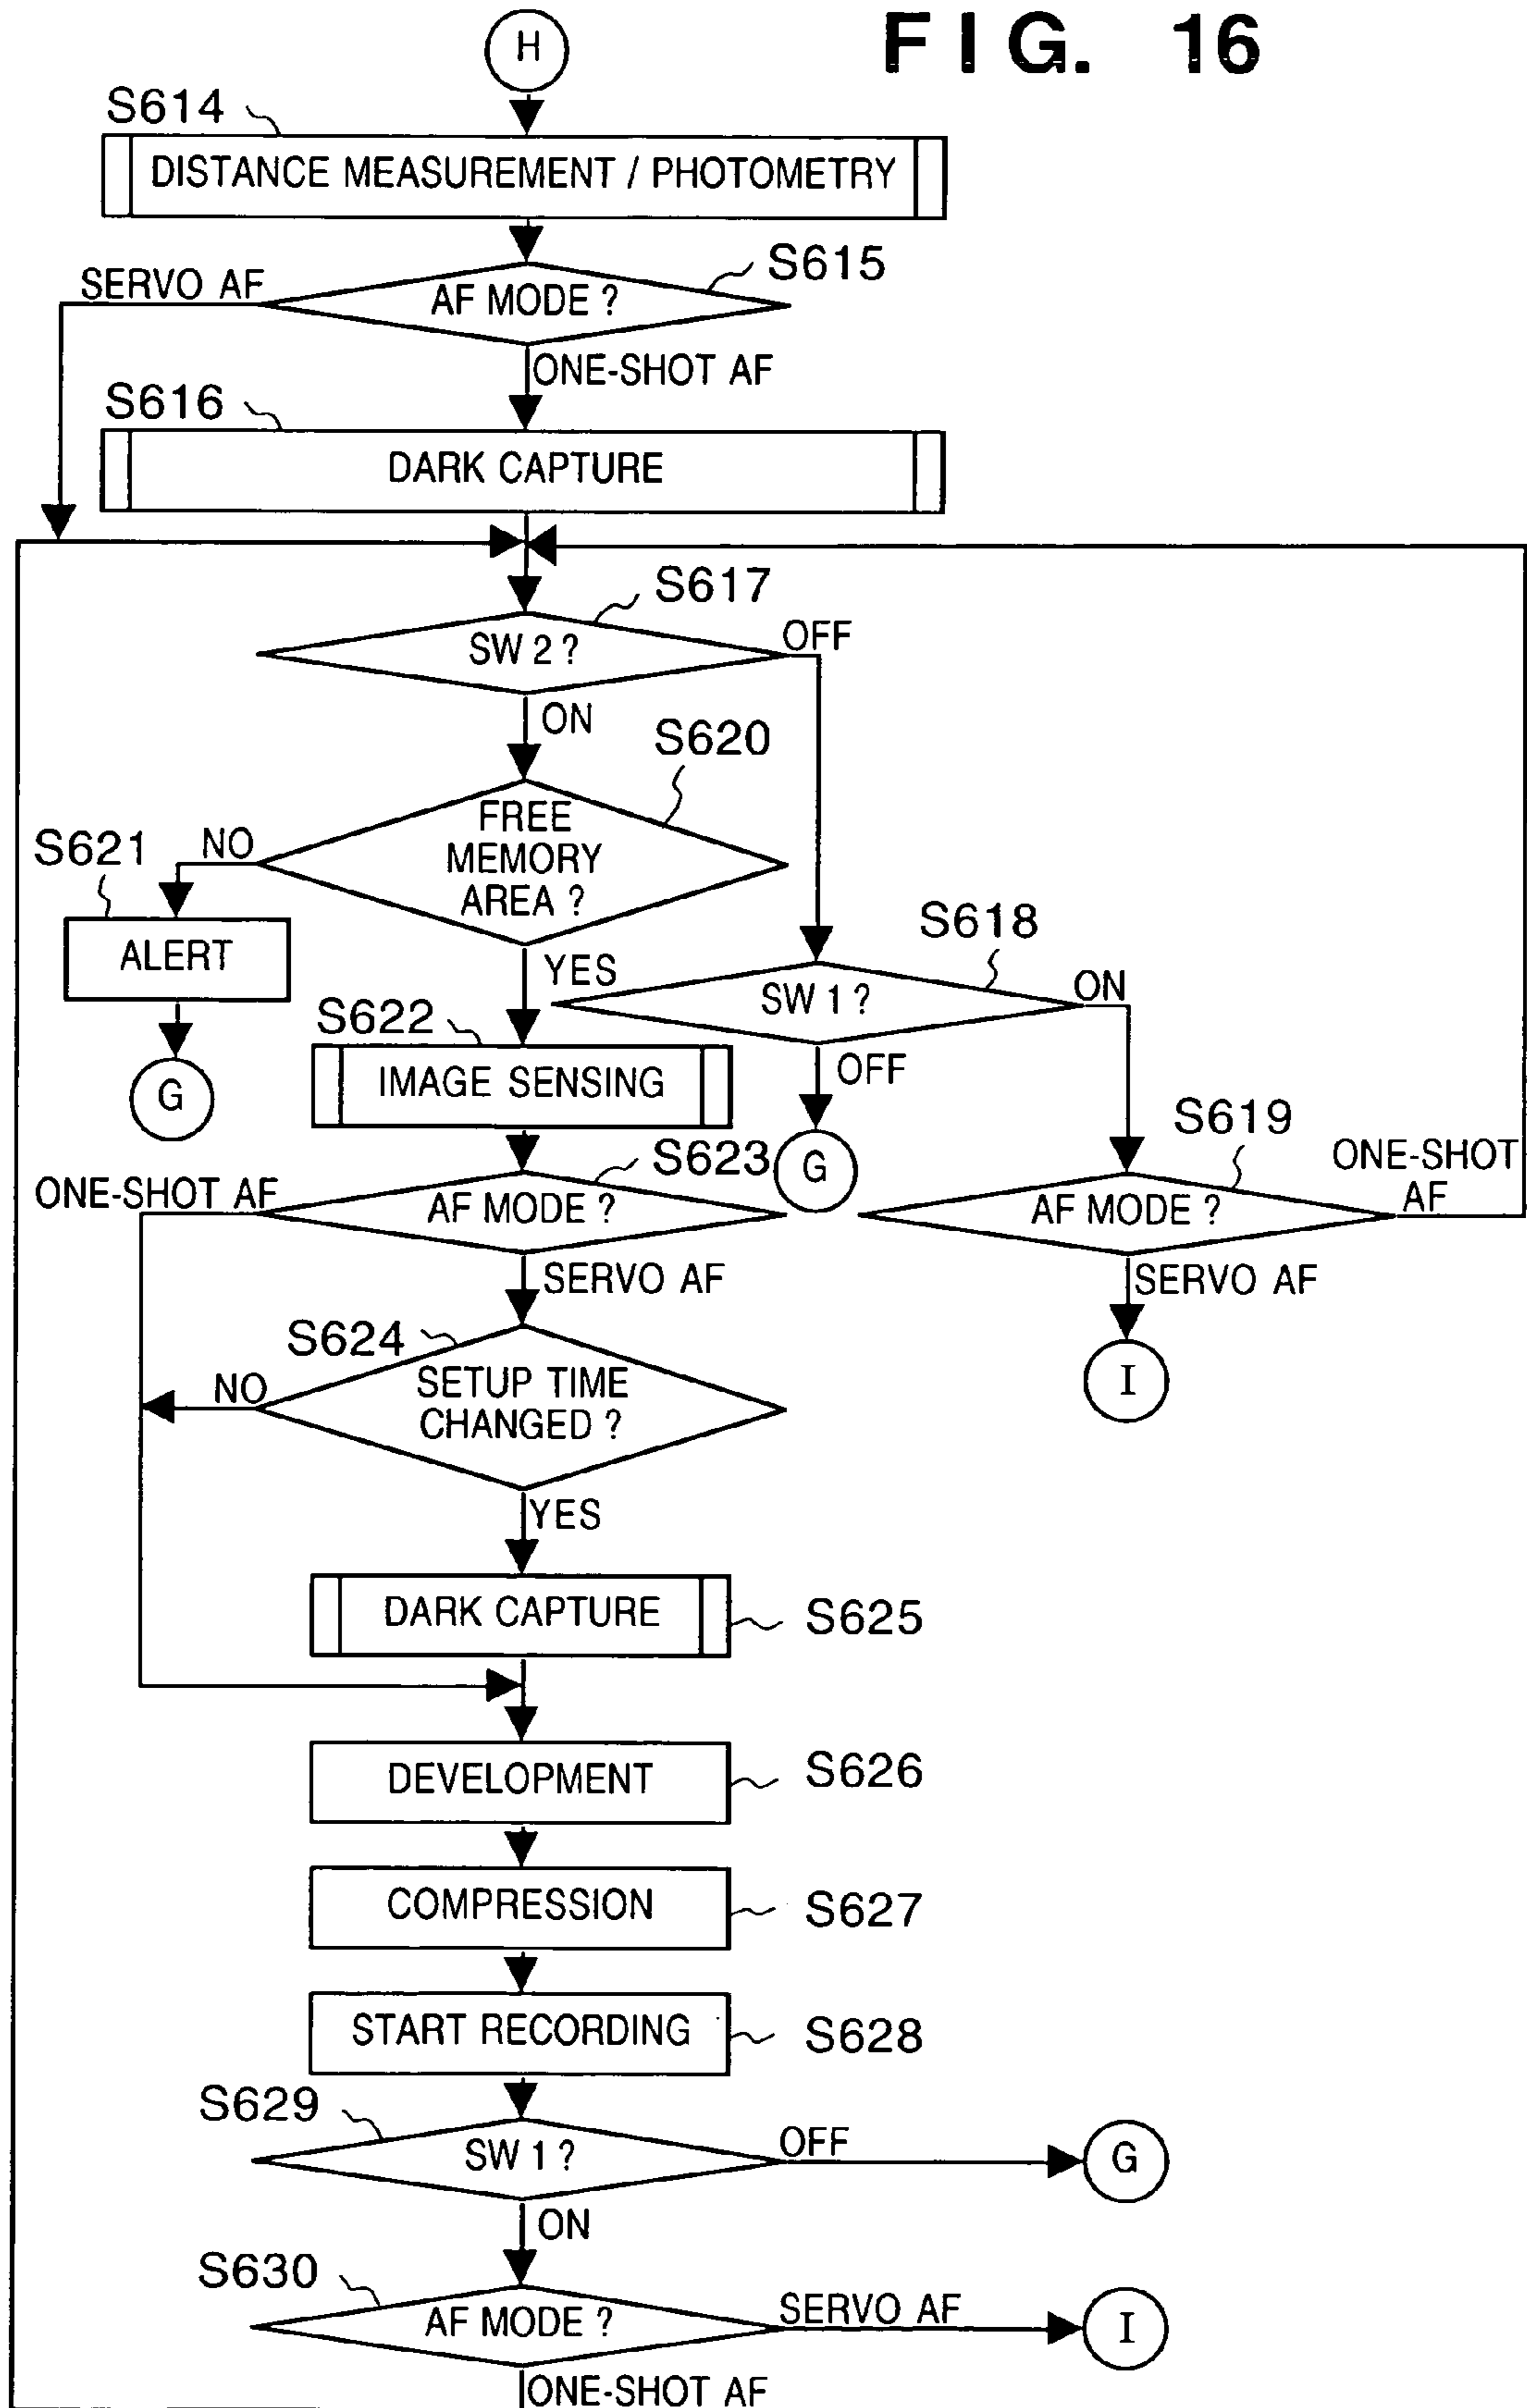 FIG. 16
H
S614
DISTANCE MEASUREMENT / PHOTOMETRY
S615
SERVO AF
AF MODE ?
ONE-SHOT AF
S616
DARK CAPTURE
S617
SW 2 ?
OFF
ON
S620
FREE
MEMORY
AREA ?
NO
S621
ALERT
G
YES
S618
SW 1 ?
ON
OFF
G
S622
IMAGE SENSING
S619
AF MODE ?
ONE-SHOT
AF
SERVO AF
I
S623
ONE-SHOT AF
AF MODE ?
SERVO AF
S624
SETUP TIME
CHANGED ?
NO
YES
DARK CAPTURE
S625
DEVELOPMENT
S626
COMPRESSION
S627
START RECORDING
S628
S629
SW 1 ?
OFF
G
ON
S630
AF MODE ?
SERVO AF
I
ONE-SHOT AF